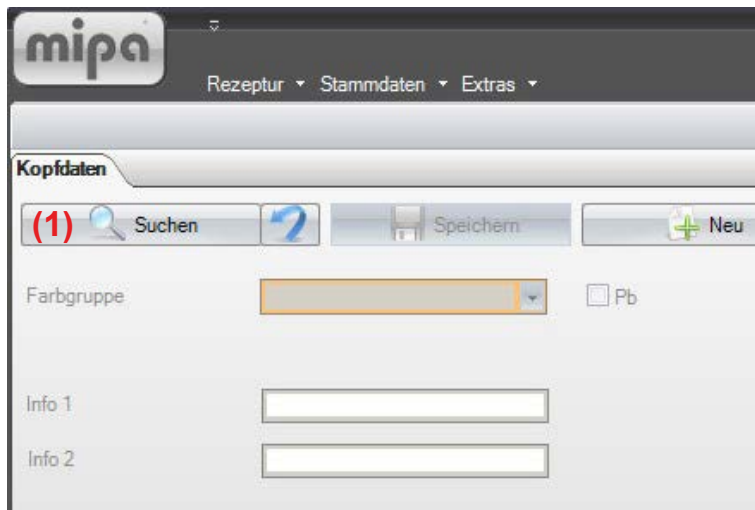 mipa
Rezeptur Stammdaten Extras
Kopfdaten
(1) Suchen Speichern Neu
Farbgruppe Pb
Info 1
Info 2